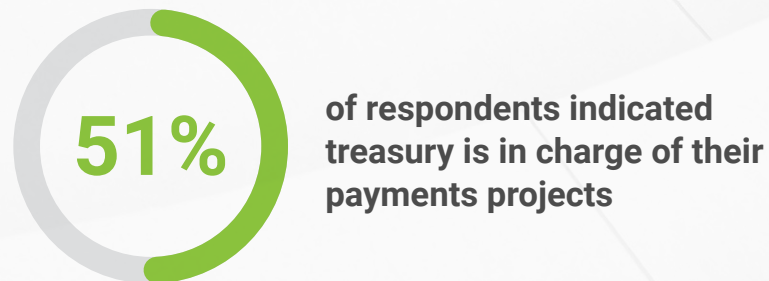 51%
of respondents indicated
treasury is in charge of their
payments projects